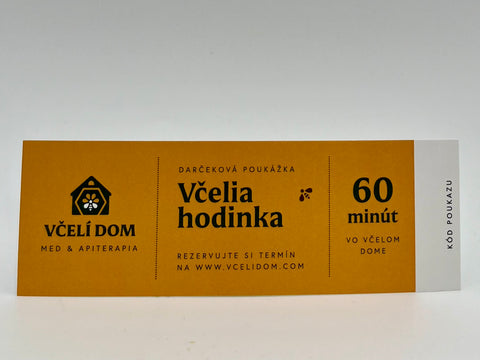 VČELÍ DOM
MED & APITERAPIA
DARČEKOVÁ POUKÁŽKA
Včelia
hodinka
REZERVUJTE SI TERMÍN
NA WWW.VCELIDOM.COM
60
minút
VO VČELOM
DOME
KÓD POUKAZU